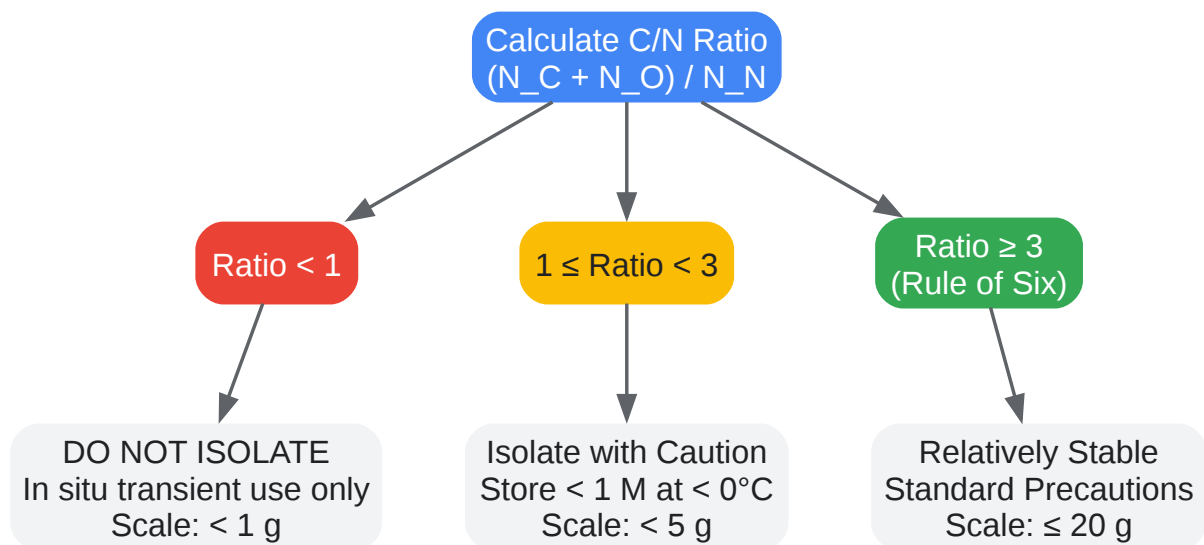 Calculate C/N Ratio
(N_C + N_O) / N_N
Ratio < 1
1 ≤ Ratio < 3
Ratio ≥ 3
(Rule of Six)
DO NOT ISOLATE
In situ transient use only
Scale: < 1 g
Isolate with Caution
Store < 1 M at < 0°C
Scale: < 5 g
Relatively Stable
Standard Precautions
Scale: ≤ 20 g